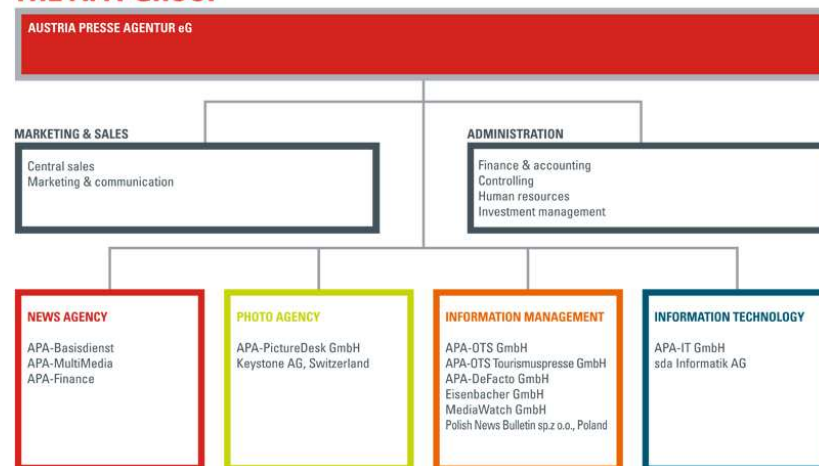 AUSTRIA PRESSE AGENTUR eG
MARKETING & SALES
Central sales
Marketing & communication
ADMINISTRATION
Finance & accounting
Controlling
Human resources
Investment management
NEWS AGENCY
APA-Basisdienst
APA-MultiMedia
APA-Finance
PHOTO AGENCY
APA-PictureDesk GmbH
Keystone AG, Switzerland
INFORMATION MANAGEMENT
APA-OTS GmbH
APA-OTS Tourismuspresse GmbH
APA-DeFacto GmbH
Eisenbacher GmbH
MediaWatch GmbH
Polish News Bulletin sp.z o.o., Poland
INFORMATION TECHNOLOGY
APA-IT GmbH
sda Informatik AG